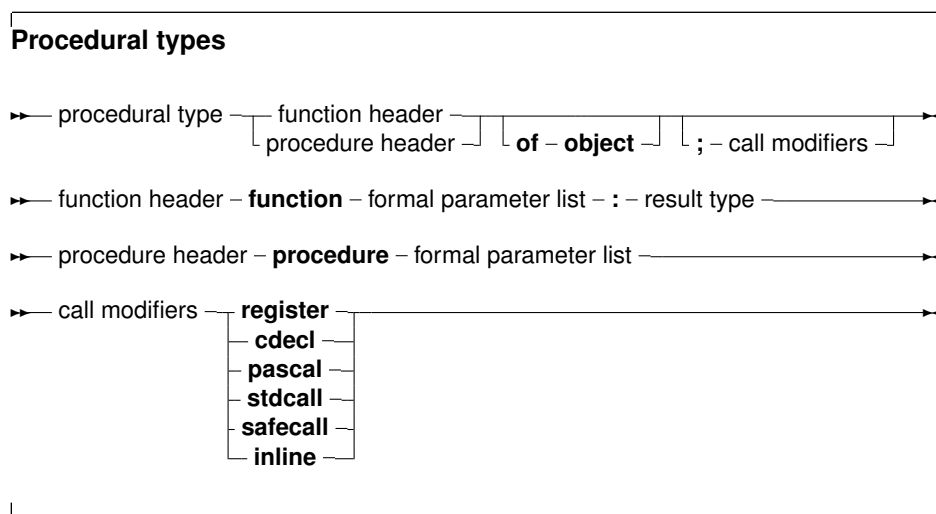 Procedural types
procedural type function header
procedure header of – object ; – call modifiers
function header – function – formal parameter list – : – result type
procedure header – procedure – formal parameter list
call modifiers register
cdecl
pascal
stdcall
safecall
inline